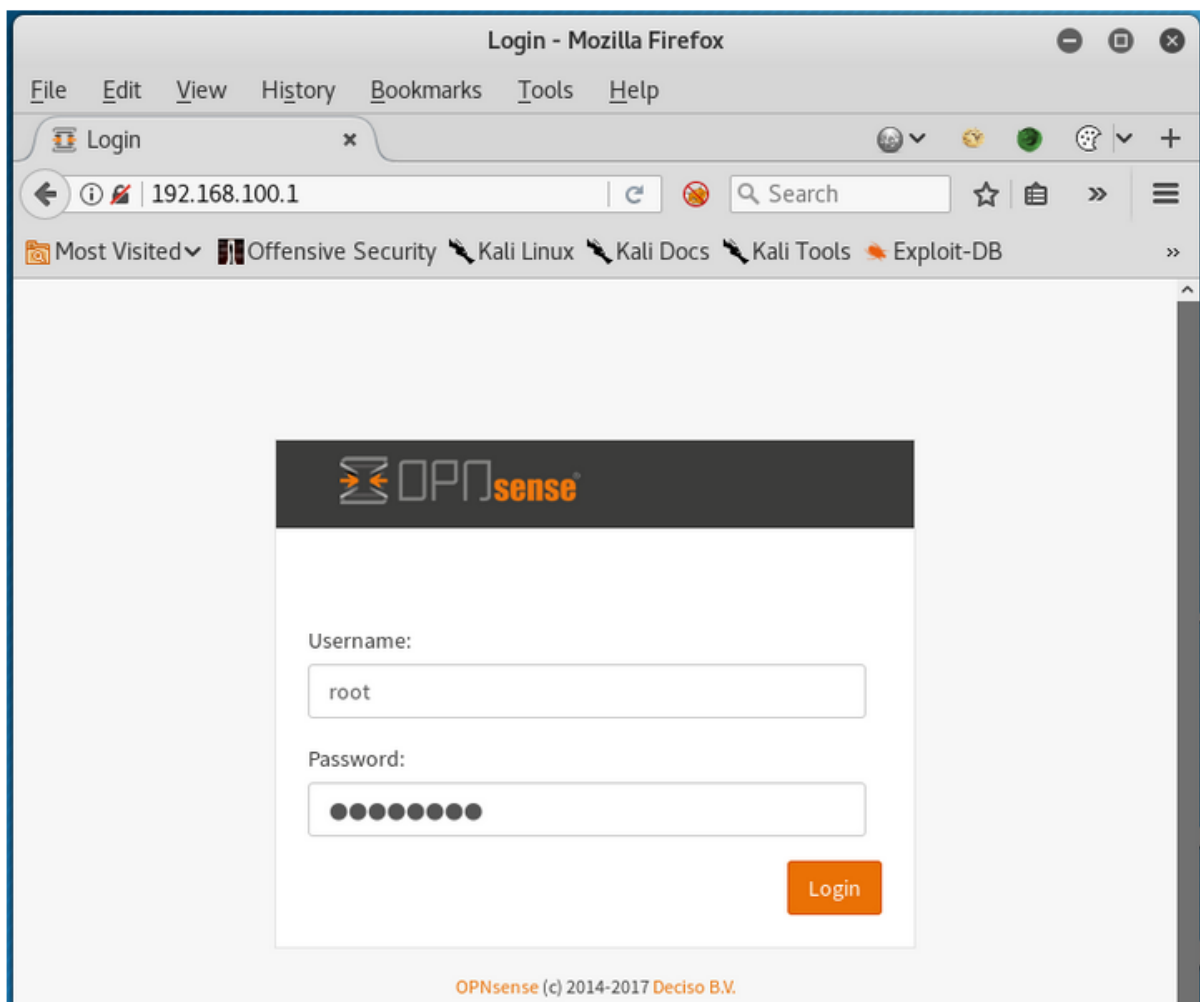 Login - Mozilla Firefox
File Edit View History Bookmarks Tools Help
Login
192.168.100.1 Search
Most Visited Offensive Security Kali Linux Kali Docs Kali Tools Exploit-DB
OPNsense®
Username:
root
Password:
●●●●●●●●
Login
OPNsense (c) 2014-2017 Deciso B.V.